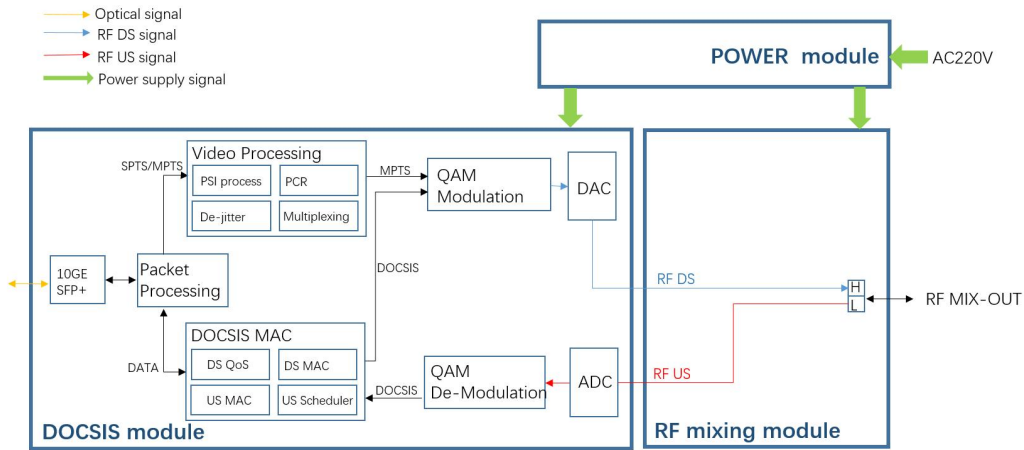 Optical signal
RF DS signal
RF US signal
Power supply signal
POWER module
AC220V
Video Processing
SPTS/MPTS
PSI process
PCR
De-jitter
Multiplexing
MPTS
QAM
Modulation
DAC
10GE
SFP+
Packet
Processing
DOCSIS
RF DS
H
L
RF MIX-OUT
DATA
DOCSIS MAC
DS QoS
DS MAC
US MAC
US Scheduler
DOCSIS
QAM
De-Modulation
ADC
RF US
DOCSIS module
RF mixing module